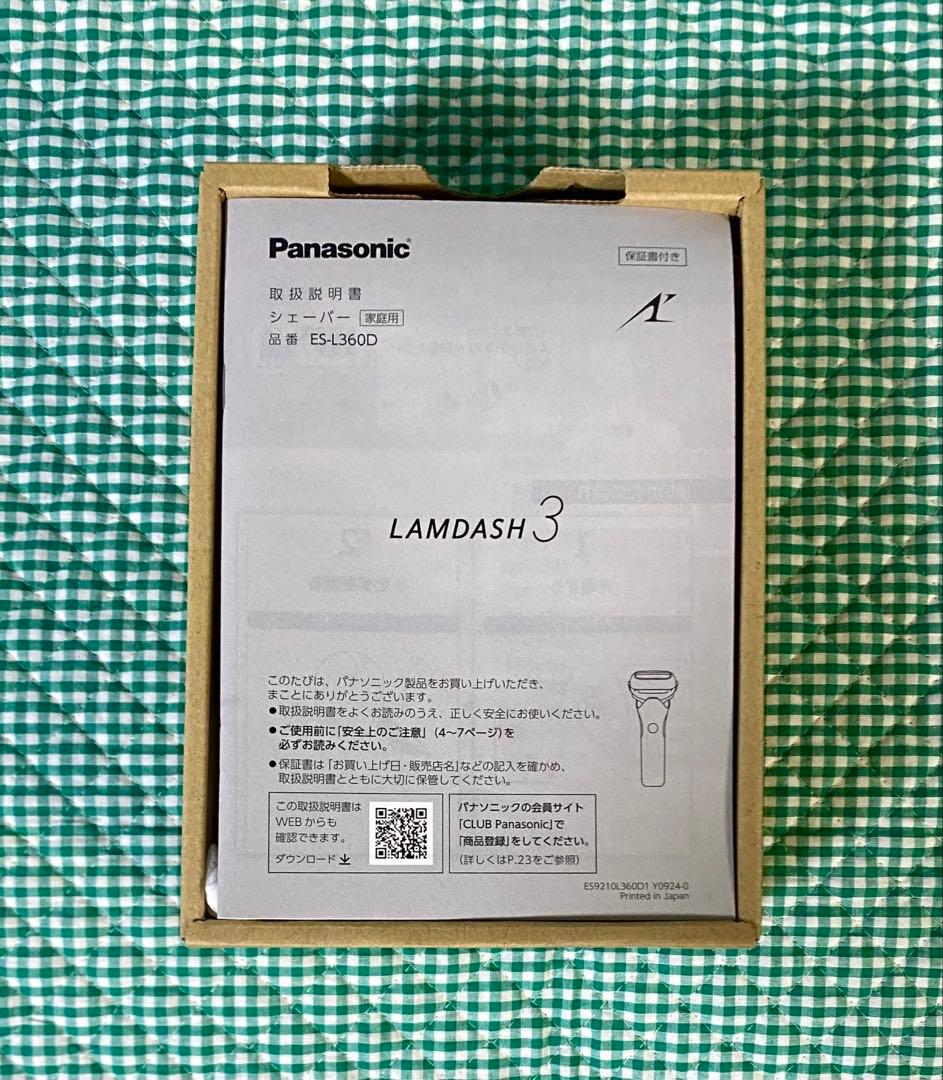 Panasonic®
保証書付き
取扱説明書
シェーバー 家庭用
品番 ES-L360D
LAMDASH 3
このたびは、パナソニック製品をお買い上げいただき、
まことにありがとうございます。
●取扱説明書をよくお読みのうえ、正しく安全にお使いください。
●ご使用前に「安全上のご注意」(4~7ページ)を
必ずお読みください。
●保証書は「お買い上げ日・販売店名」などの記入を確かめ、
取扱説明書とともに大切に保管してください。
この取扱説明書は
WEBからも
確認できます。
ダウンロード
パナソニックの会員サイト
「CLUB Panasonic」で
「商品登録」をしてください。
(詳しくはP.23をご参照)
ES9210L360D1 Y0924-0
Printed in Japan